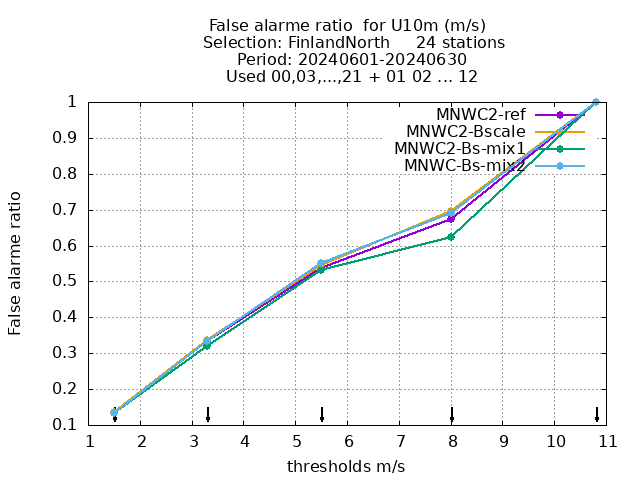 False alarme ratio  for U10m (m/s)
Selection: FinlandNorth     24 stations
Period: 20240601-20240630
Used 00,03,...,21 + 01 02 ... 12
MNWC2-ref
MNWC2-Bscale
MNWC2-Bs-mix1
MNWC-Bs-mix2
False alarme ratio
1
0.9
0.8
0.7
0.6
0.5
0.4
0.3
0.2
0.1
1 2 3 4 5 6 7 8 9 10 11
thresholds m/s